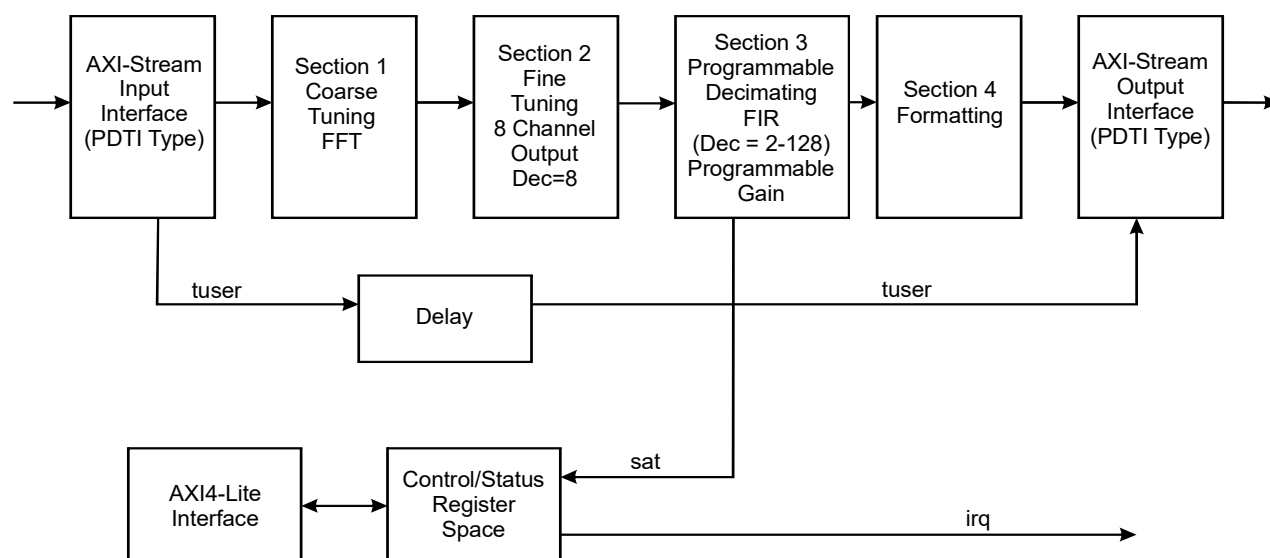 AXI-Stream
Input
Interface
(PDTI Type)
Section 1
Coarse
Tuning
FFT
Section 2
Fine
Tuning
8 Channel
Output
Dec=8
Section 3
Programmable
Decimating
FIR
(Dec = 2-128)
Programmable
Gain
Section 4
Formatting
AXI-Stream
Output
Interface
(PDTI Type)
tuser
Delay
tuser
sat
AXI4-Lite
Interface
Control/Status
Register
Space
irq